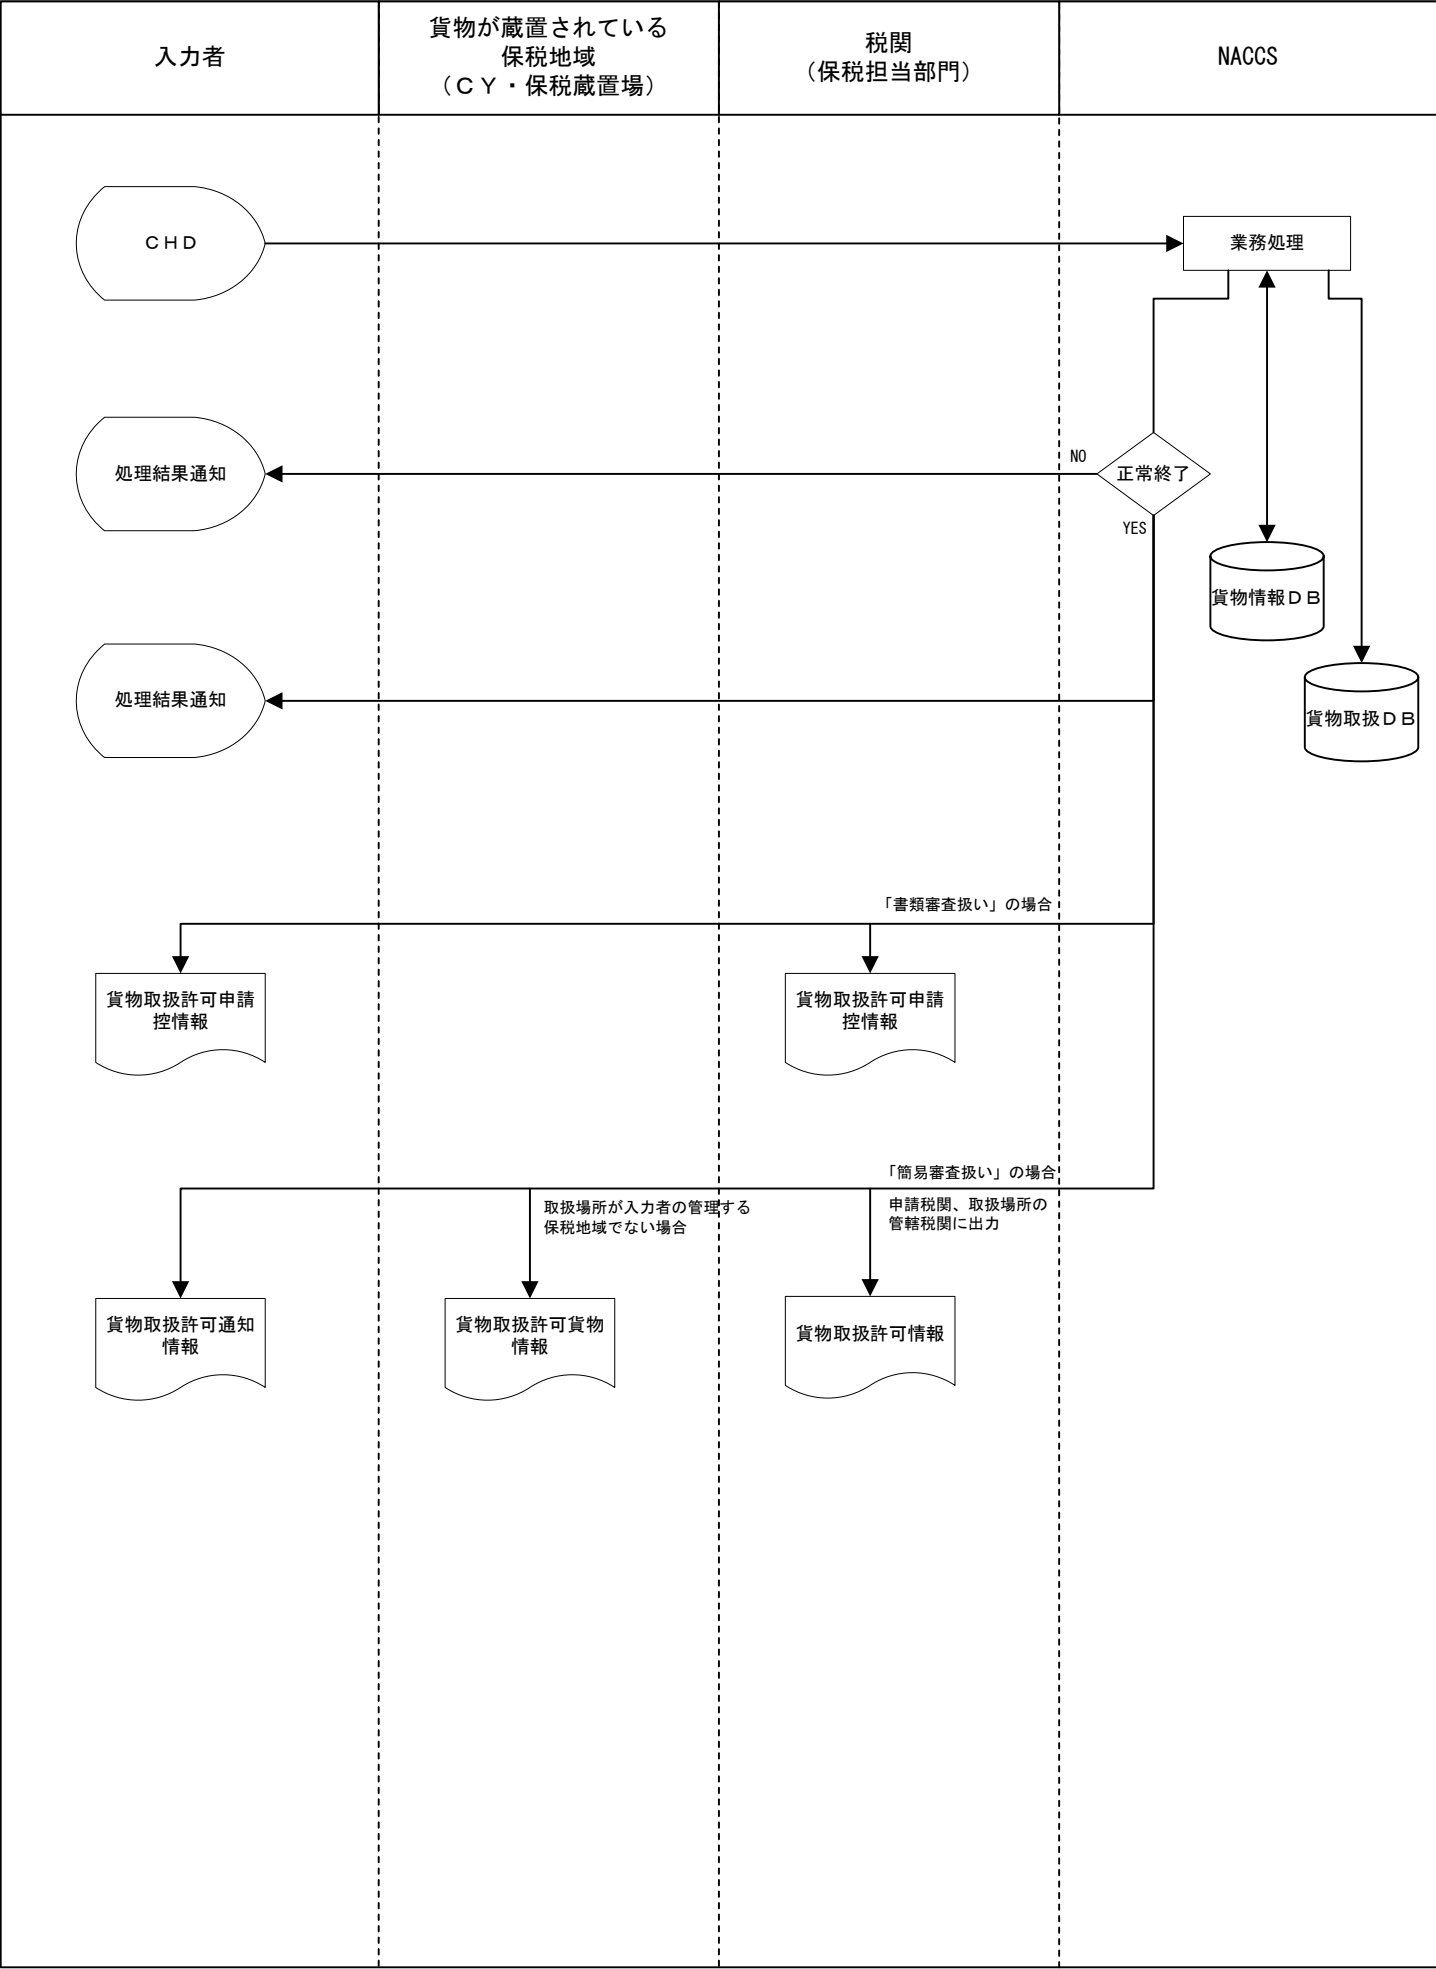 入力者
貨物が蔵置されている
保税地域
（ＣＹ・保税蔵置場）
税関
（保税担当部門）
NACCS
ＣＨＤ
業務処理
処理結果通知
NO
正常終了
YES
貨物情報ＤＢ
処理結果通知
貨物取扱ＤＢ
「書類審査扱い」の場合
貨物取扱許可申請
控情報
貨物取扱許可申請
控情報
「簡易審査扱い」の場合
取扱場所が入力者の管理する
保税地域でない場合
申請税関、取扱場所の
管轄税関に出力
貨物取扱許可通知
情報
貨物取扱許可貨物
情報
貨物取扱許可情報